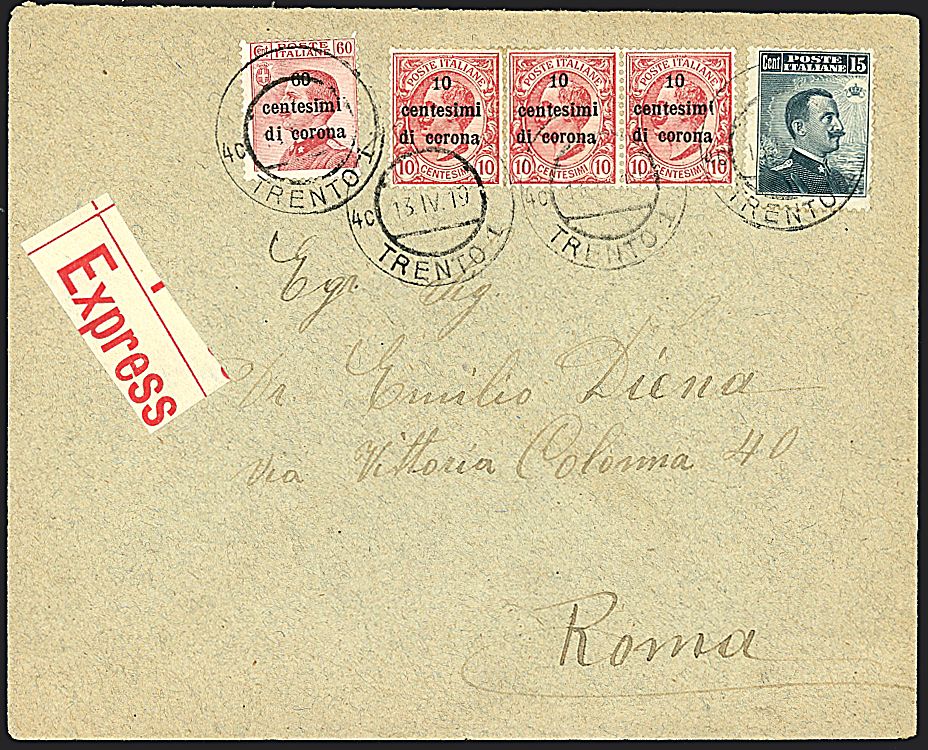 POSTE
ITALIANE
60
60
centesimi
di corona
POSTE ITALIANE
10
centesimi
di corona
10 CENTESIMI 10
POSTE ITALIANE
10
centesimi
di corona
10 CENTESIMI 10
POSTE ITALIANE
10
centesimi
di corona
10 CENTESIMI 10
Cent POSTE 15
ITALIANE
4c
TRENTO 1
4c
13 IV. 19
TRENTO 1
4c
TRENTO 1
TRENTO
Express
Egr. Sig.
Dr Emilio Diena
Via Vittoria Colonna 40
Roma